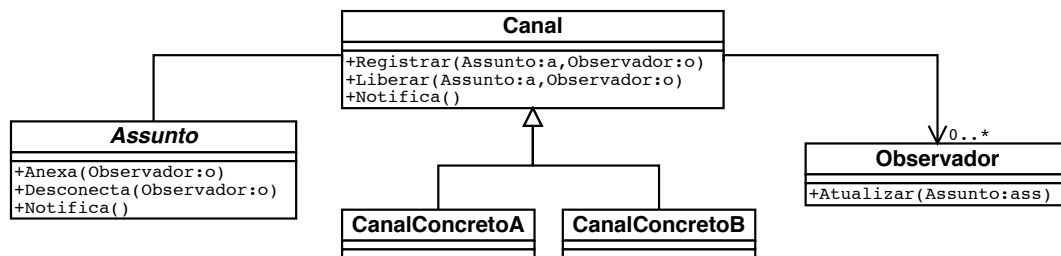 Canal
+Registrar(Assunto:a,Observador:o)
+Liberar(Assunto:a,Observador:o)
+Notifica()
Assunto
+Anexa(Observador:o)
+Desconecta(Observador:o)
+Notifica()
0..*
Observador
+Atualizar(Assunto:ass)
CanalConcretoA
CanalConcretoB